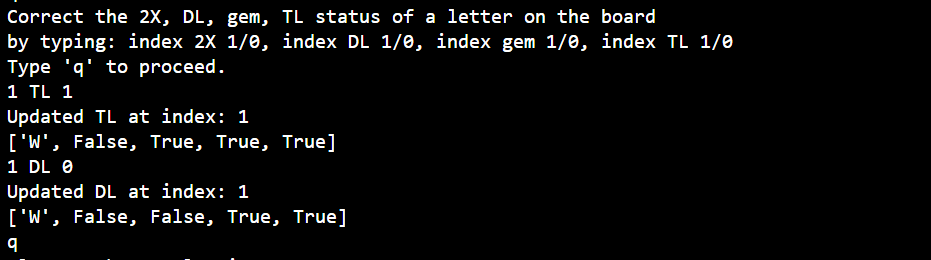 Correct the 2X, DL, gem, TL status of a letter on the board
by typing: index 2X 1/0, index DL 1/0, index gem 1/0, index TL 1/0
Type 'q' to proceed.
1 TL 1
Updated TL at index: 1
['W', False, True, True, True]
1 DL 0
Updated DL at index: 1
['W', False, False, True, True]
q